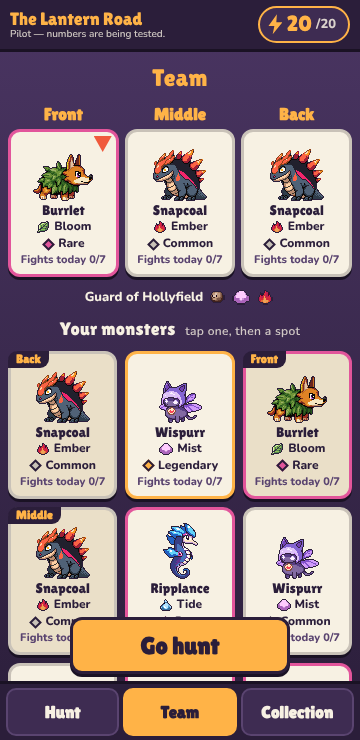 The Lantern Road
Pilot — numbers are being tested.
20 /20
Team
Front Middle Back
Burrlet Snapcoal Snapcoal
Bloom Ember Ember
Rare Common Common
Fights today 0/7 Fights today 0/7 Fights today 0/7
Guard of Hollyfield
Your monsters tap one, then a spot
Back Front
Snapcoal Wispurr Burrlet
Ember Mist Bloom
Common Legendary Rare
Fights today 0/7 Fights today 0/7 Fights today 0/7
Middle
Snapcoal Ripplance Wispurr
Ember Tide Mist
Go hunt
Hunt Team Collection